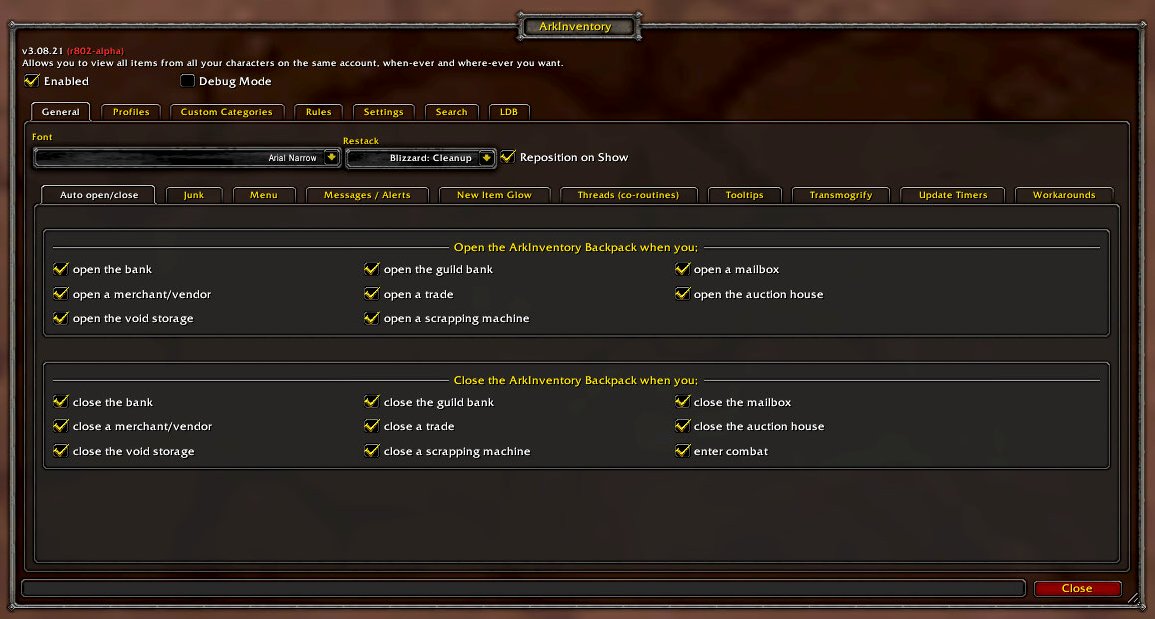 ArkInventory
v3.08.21 (r802-alpha)
Allows you to view all items from all your characters on the same account, when-ever and where-ever you want.
Enabled Debug Mode
General Profiles Custom Categories Rules Settings Search LDB
Font Restack
Arial Narrow Blizzard: Cleanup Reposition on Show
Auto open/close Junk Menu Messages / Alerts New Item Glow Threads (co-routines) Tooltips Transmogrify Update Timers Workarounds
Open the ArkInventory Backpack when you;
open the bank open the guild bank open a mailbox
open a merchant/vendor open a trade open the auction house
open the void storage open a scrapping machine
Close the ArkInventory Backpack when you;
close the bank close the guild bank close the mailbox
close a merchant/vendor close a trade close the auction house
close the void storage close a scrapping machine enter combat
Close